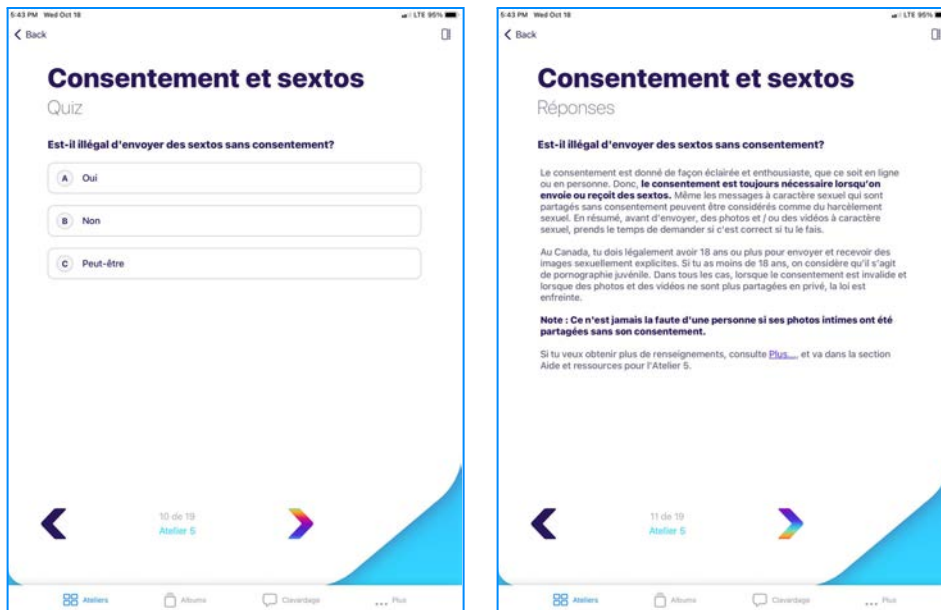 5:43 PM Wed Oct 18
LTE 95%
Back
Consentement et sextos
Quiz
Est-il illégal d'envoyer des sextos sans consentement?
A Oui
B Non
C Peut-être
10 de 19
Atelier 5
Ateliers
Albums
Clavardage
Plus
5:43 PM Wed Oct 18
LTE 95%
Back
Consentement et sextos
Réponses
Est-il illégal d'envoyer des sextos sans consentement?
Le consentement est donné de façon éclairée et enthousiaste, que ce soit en ligne
ou en personne. Donc, le consentement est toujours nécessaire lorsqu'on
envoie ou reçoit des sextos. Même les messages à caractère sexuel qui sont
partagés sans consentement peuvent être considérés comme du harcèlement
sexuel. En résumé, avant d'envoyer, des photos et / ou des vidéos à caractère
sexuel, prends le temps de demander si c'est correct si tu le fais.
Au Canada, tu dois légalement avoir 18 ans ou plus pour envoyer et recevoir des
images sexuellement explicites. Si tu as moins de 18 ans, on considère qu'il s'agit
de pornographie juvénile. Dans tous les cas, lorsque le consentement est invalide et
lorsque des photos et des vidéos ne sont plus partagées en privé, la loi est
enfreinte.
Note : Ce n'est jamais la faute d'une personne si ses photos intimes ont été
partagées sans son consentement.
Si tu veux obtenir plus de renseignements, consulte Plus..., et va dans la section
Aide et ressources pour l'Atelier 5.
11 de 19
Atelier 5
Ateliers
Albums
Clavardage
Plus